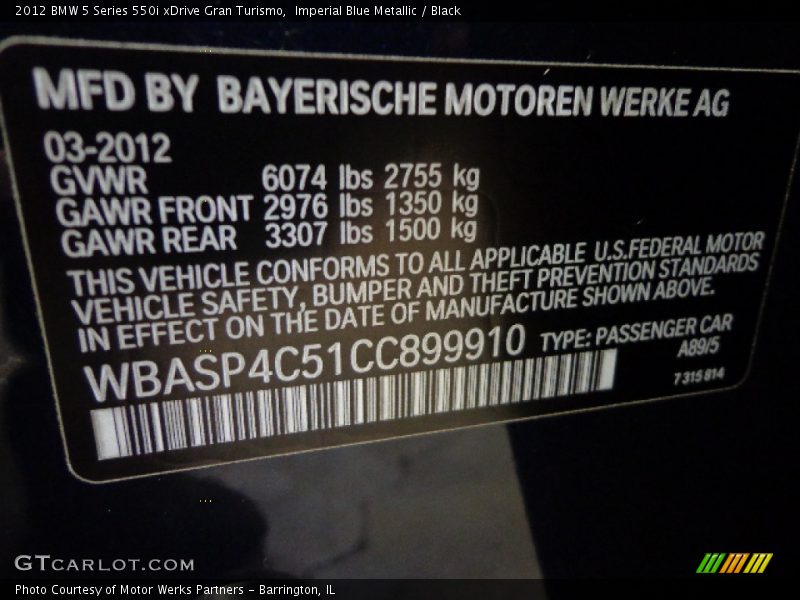 2012 BMW 5 Series 550i xDrive Gran Turismo,  Imperial Blue Metallic / Black
MFD BY BAYERISCHE MOTOREN WERKE AG
03-2012
GVWR 6074 lbs 2755 kg
GAWR FRONT 2976 lbs 1350 kg
GAWR REAR 3307 lbs 1500 kg
THIS VEHICLE CONFORMS TO ALL APPLICABLE U.S.FEDERAL MOTOR
VEHICLE SAFETY, BUMPER AND THEFT PREVENTION STANDARDS
IN EFFECT ON THE DATE OF MANUFACTURE SHOWN ABOVE.
WBASP4C51CC899910 TYPE: PASSENGER CAR
A89/5
7 315 814
GTCARLOT.COM
Photo Courtesy of Motor Werks Partners - Barrington, IL